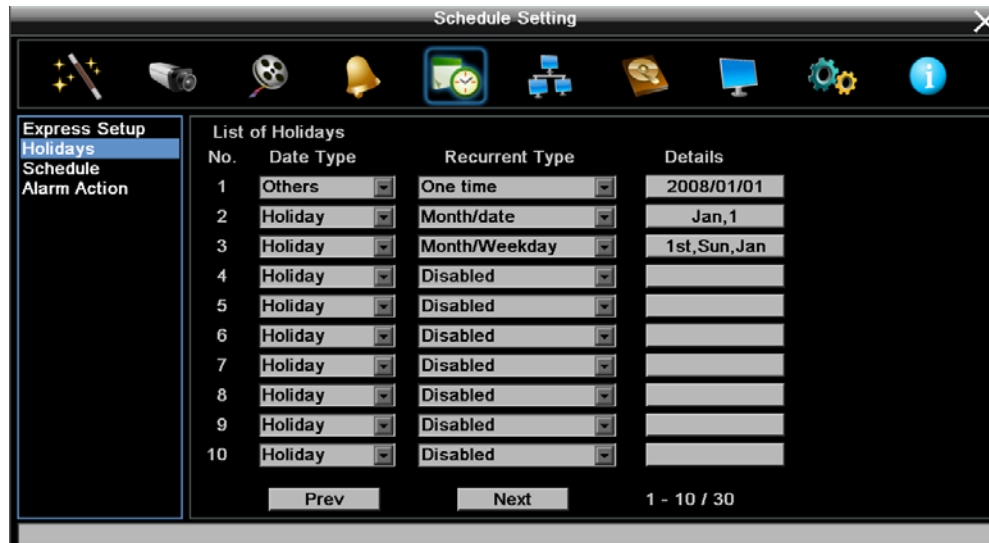 Schedule Setting
Express Setup
Holidays
Schedule
Alarm Action
List of Holidays
No. Date Type Recurrent Type Details
1 Others One time 2008/01/01
2 Holiday Month/date Jan,1
3 Holiday Month/Weekday 1st,Sun,Jan
4 Holiday Disabled
5 Holiday Disabled
6 Holiday Disabled
7 Holiday Disabled
8 Holiday Disabled
9 Holiday Disabled
10 Holiday Disabled
Prev Next 1 - 10 / 30